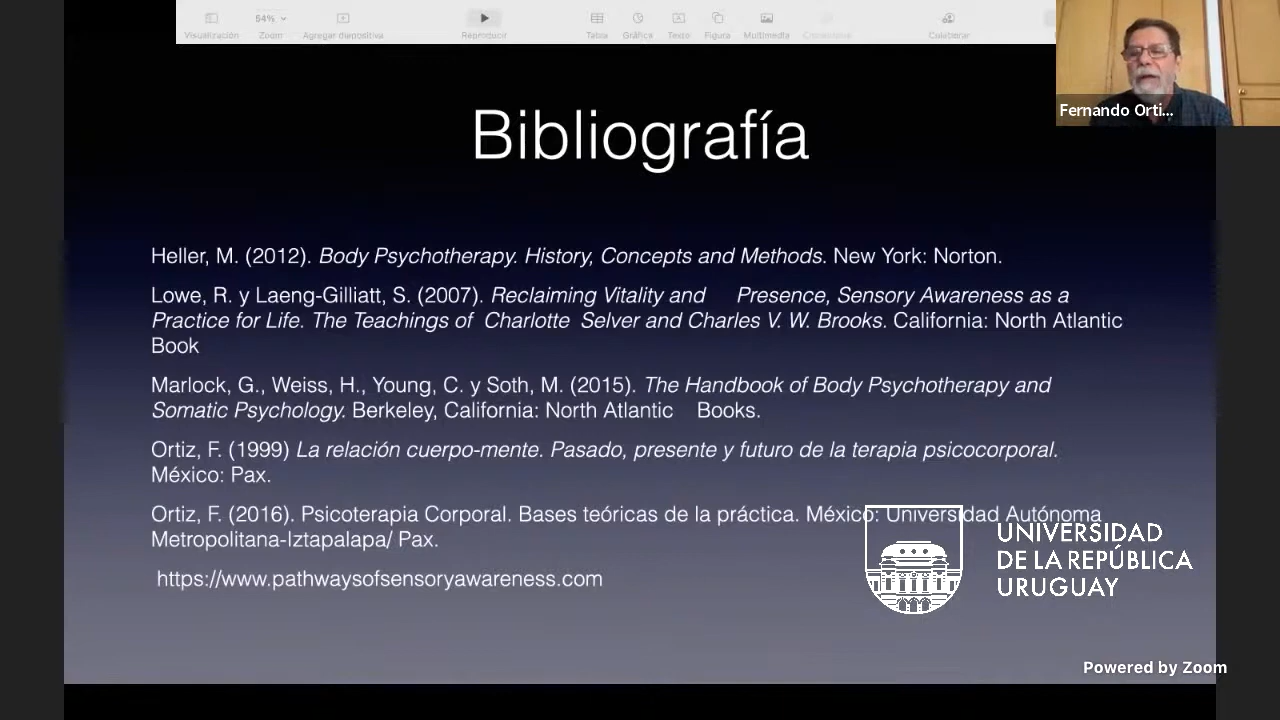 64%
Visualización
Zoom
Agregar diapositiva
Reproducir
Tabla
Gráfica
Texto
Figura
Multimedia
Comentario
Colaborar
Fernando Orti...
Bibliografía
Heller, M. (2012). Body Psychotherapy. History, Concepts and Methods. New York: Norton.
Lowe, R. y Laeng-Gilliatt, S. (2007). Reclaiming Vitality and Presence, Sensory Awareness as a
Practice for Life. The Teachings of Charlotte Selver and Charles V. W. Brooks. California: North Atlantic
Book
Marlock, G., Weiss, H., Young, C. y Soth, M. (2015). The Handbook of Body Psychotherapy and
Somatic Psychology. Berkeley, California: North Atlantic Books.
Ortiz, F. (1999) La relación cuerpo-mente. Pasado, presente y futuro de la terapia psicocorporal.
México: Pax.
Ortiz, F. (2016). Psicoterapia Corporal. Bases teóricas de la práctica. México: Universidad Autónoma
Metropolitana-Iztapalapa/ Pax.
https://www.pathwaysofsensoryawareness.com
UNIVERSIDAD
DE LA REPÚBLICA
URUGUAY
Powered by Zoom